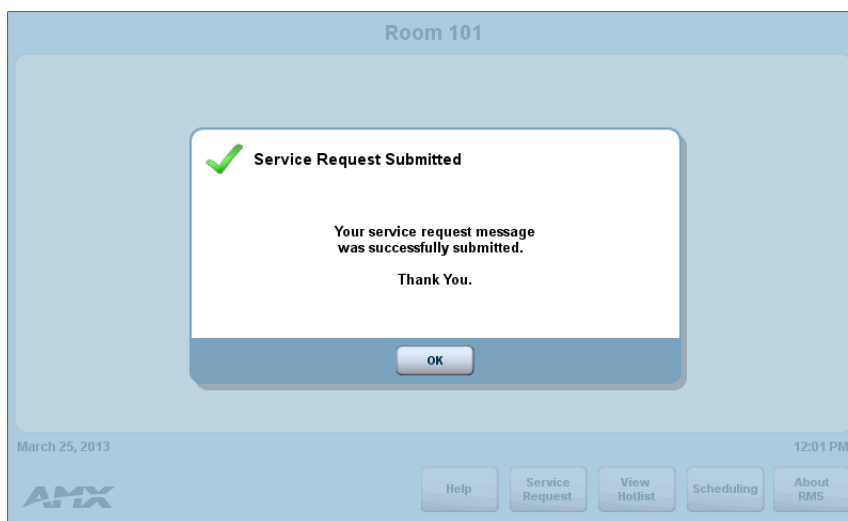 Room 101
Service Request Submitted
Your service request message
was successfully submitted.
Thank You.
OK
March 25, 2013
12:01 PM
AMX
Help
Service
Request
View
Hotlist
Scheduling
About
RMS